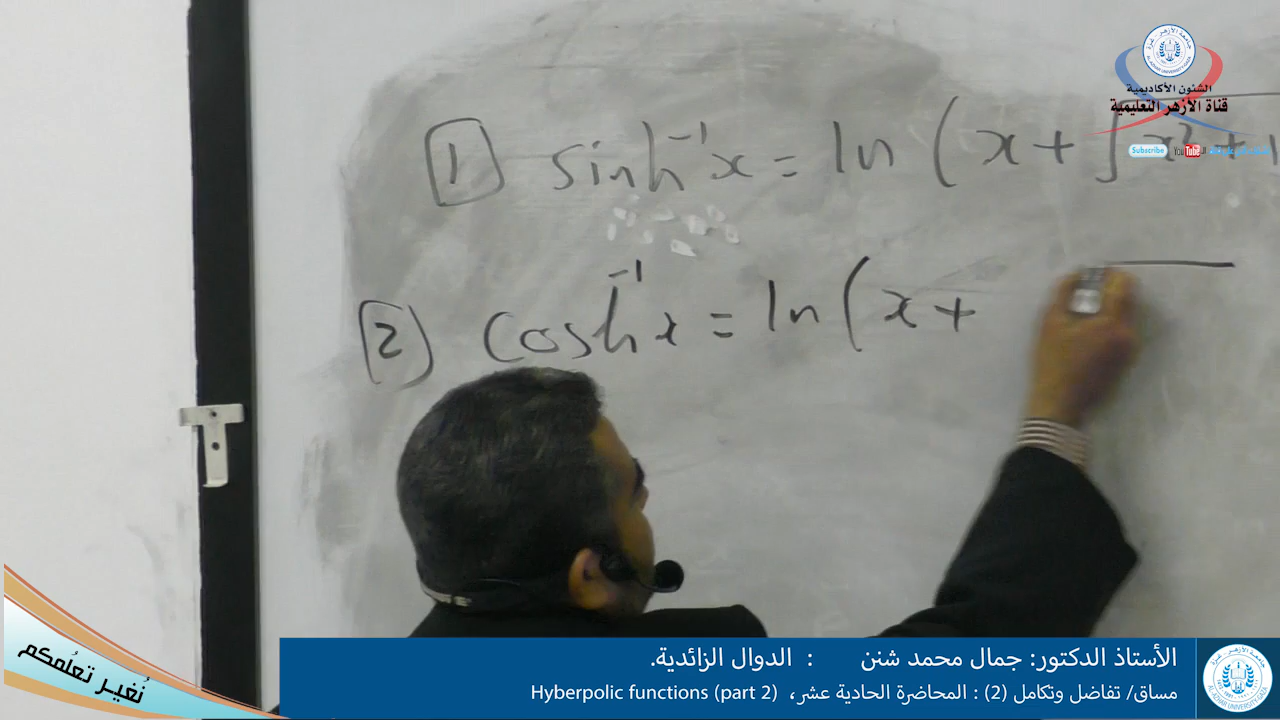 الشئون الأكاديمية
قناة الأزهر التعليمية
Subscribe YouTube
1 sinh⁻¹x = ln ( x + √x² + 1
2 cosh⁻¹x = ln ( x +
نُغير تعلُمكم
الأستاذ الدكتور: جمال محمد شنن : الدوال الزائدية.
مساق/ تفاضل وتكامل (2) : المحاضرة الحادية عشر، Hyberpolic functions (part 2)